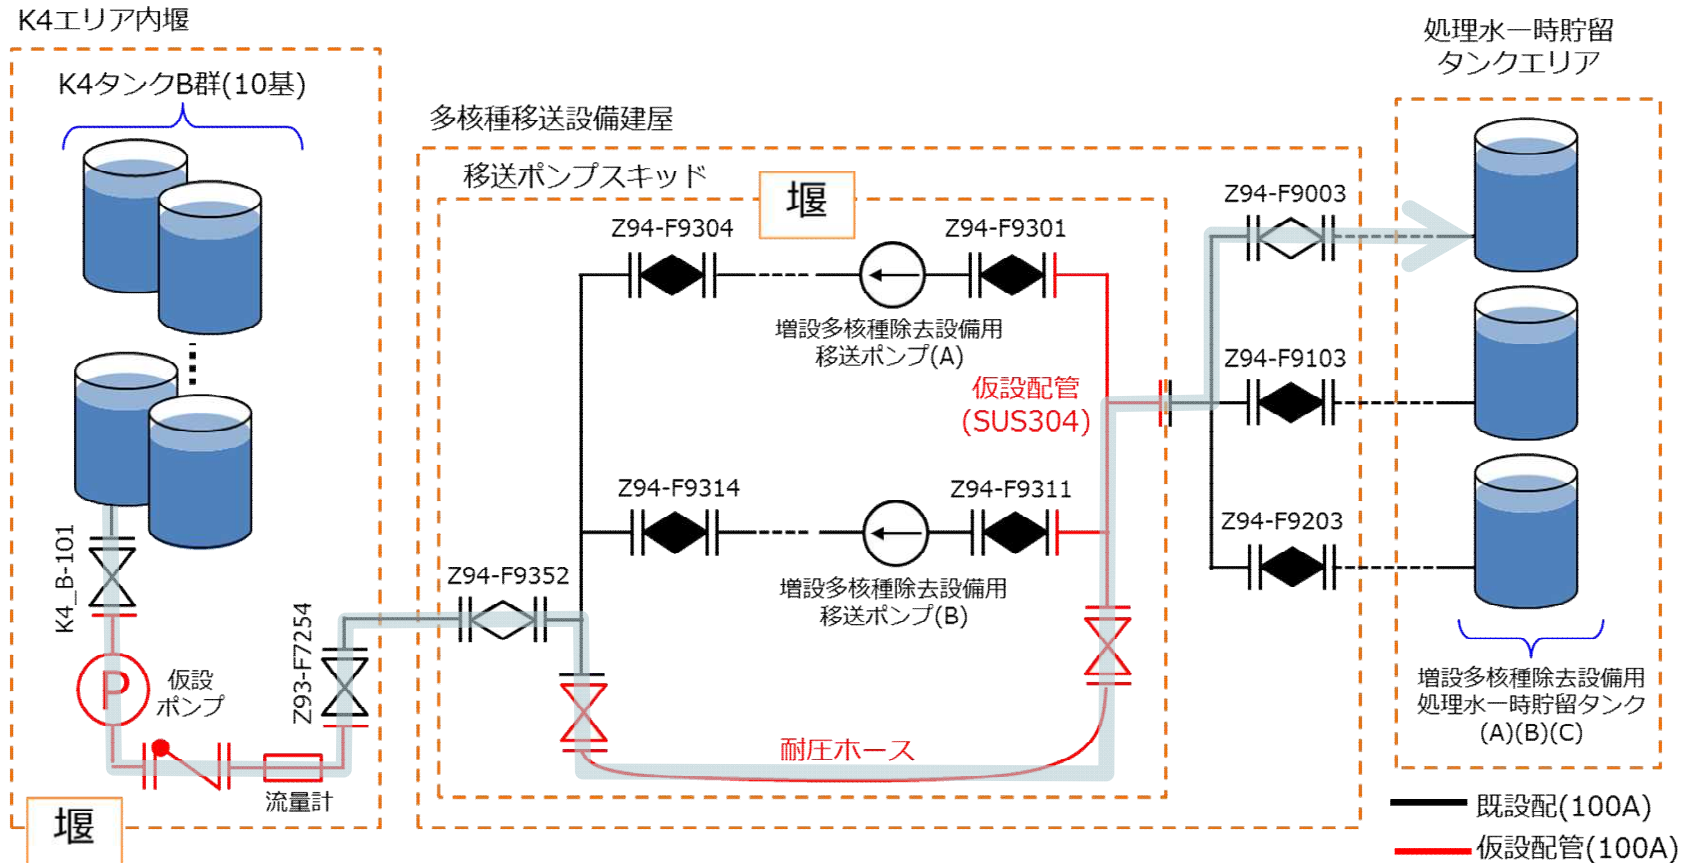 K4エリア内堰
K4タンクB群(10基)
K4_B-101
P
仮設
ポンプ
流量計
Z93-F7254
堰
多核種移送設備建屋
移送ポンプスキッド
堰
Z94-F9304
Z94-F9301
増設多核種除去設備用
移送ポンプ(A)
仮設配管
(SUS304)
Z94-F9314
Z94-F9311
増設多核種除去設備用
移送ポンプ(B)
Z94-F9352
耐圧ホース
Z94-F9003
Z94-F9103
Z94-F9203
処理水一時貯留
タンクエリア
増設多核種除去設備用
処理水一時貯留タンク
(A)(B)(C)
既設配(100A)
仮設配管(100A)